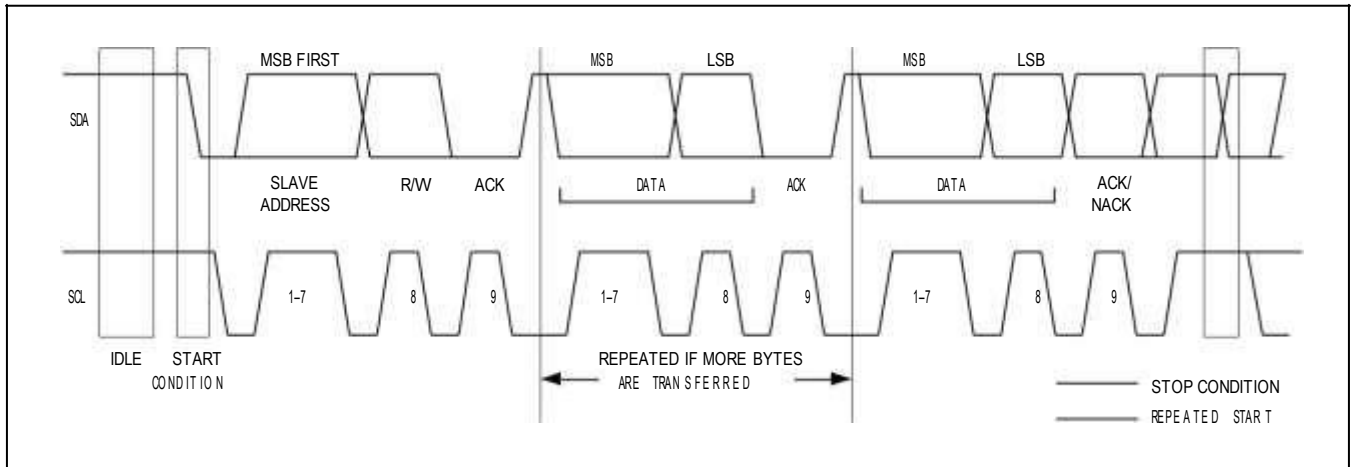 MSB FIRST
MSB
LSB
MSB
LSB
SDA
SLAVE
ADDRESS
R/W
ACK
DATA
ACK
DATA
ACK/
NACK
SCL
1–7
8
9
1–7
8
9
1–7
8
9
IDLE
START
CONDITION
REPEATED IF MORE BYTES
ARE TRANSFERRED
STOP CONDITION
REPEATED START